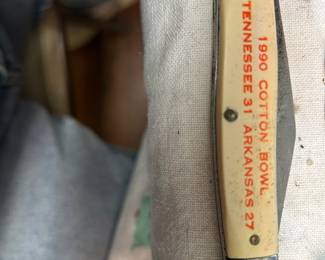 1990 COTTON BOWL
TENNESSEE 31 ARKANSAS 27